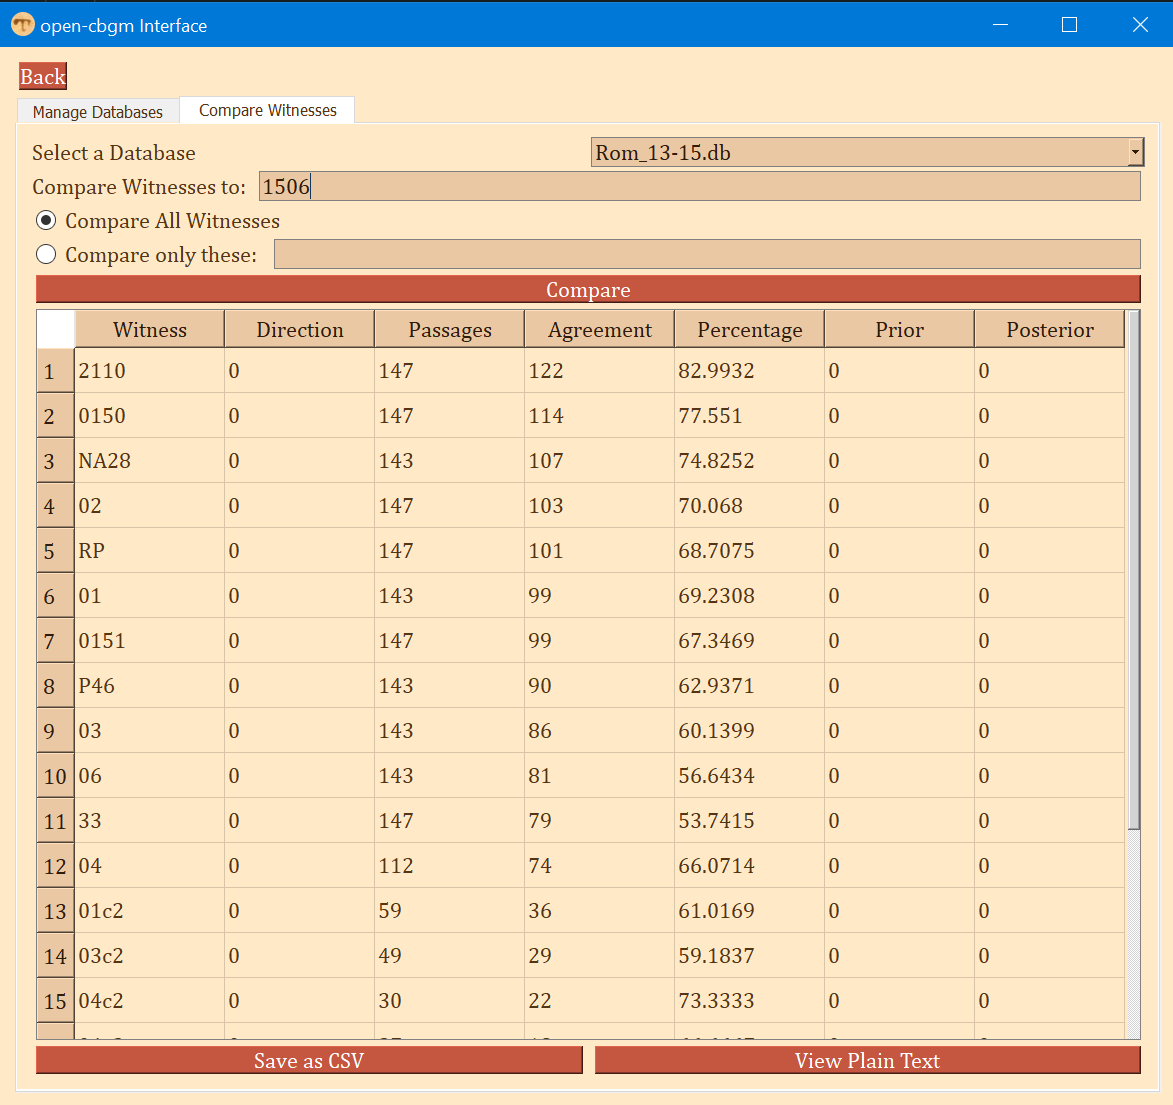 open-cbgm Interface
Back
Manage Databases Compare Witnesses
Select a Database Rom_13-15.db
Compare Witnesses to: 1506
Compare All Witnesses
Compare only these:
Compare
Witness Direction Passages Agreement Percentage Prior Posterior
1 2110 0 147 122 82.9932 0 0
2 0150 0 147 114 77.551 0 0
3 NA28 0 143 107 74.8252 0 0
4 02 0 147 103 70.068 0 0
5 RP 0 147 101 68.7075 0 0
6 01 0 143 99 69.2308 0 0
7 0151 0 147 99 67.3469 0 0
8 P46 0 143 90 62.9371 0 0
9 03 0 143 86 60.1399 0 0
10 06 0 143 81 56.6434 0 0
11 33 0 147 79 53.7415 0 0
12 04 0 112 74 66.0714 0 0
13 01c2 0 59 36 61.0169 0 0
14 03c2 0 49 29 59.1837 0 0
15 04c2 0 30 22 73.3333 0 0
Save as CSV View Plain Text